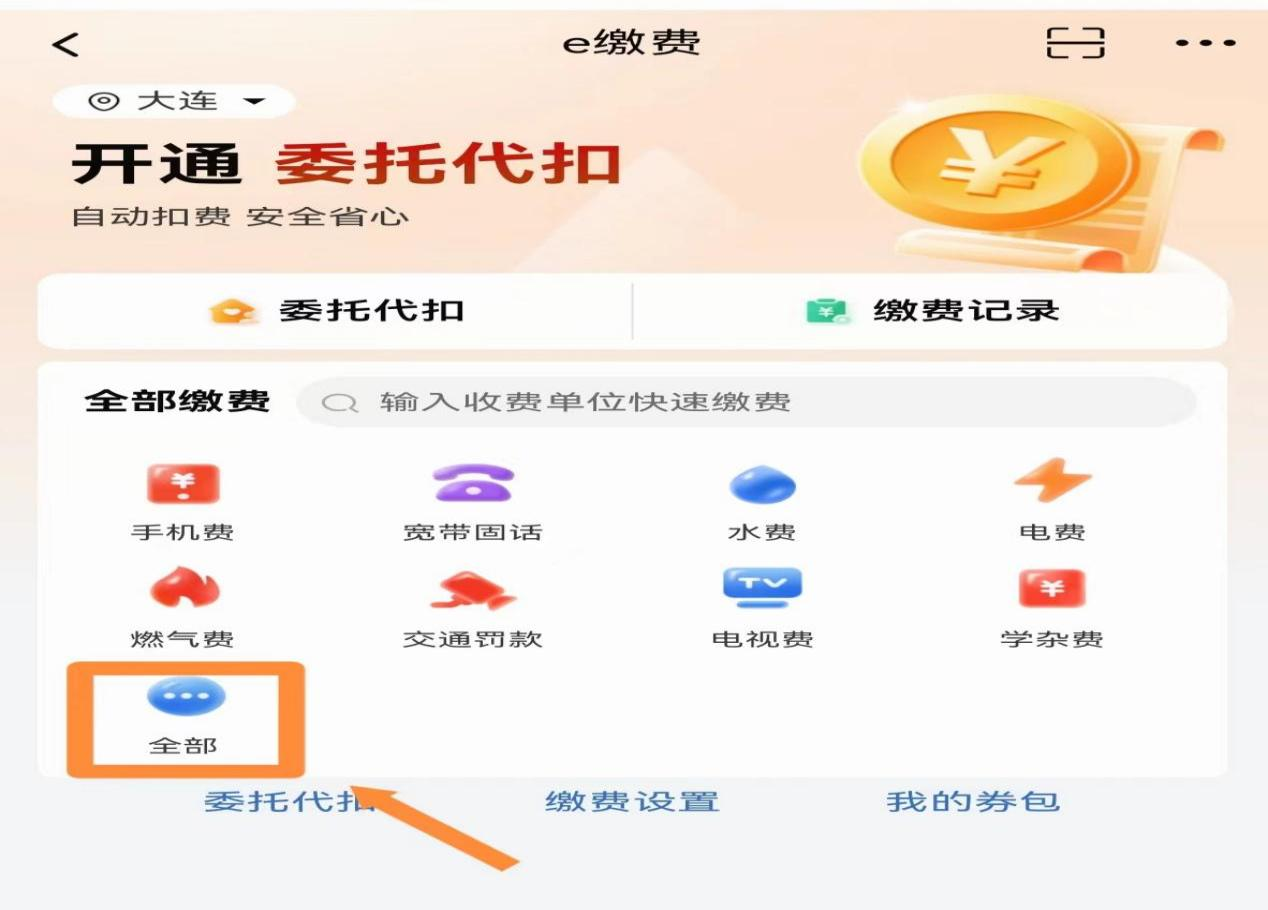 e缴费
大连
开通 委托代扣
自动扣费 安全省心
委托代扣 缴费记录
全部缴费 输入收费单位快速缴费
手机费 宽带固话 水费 电费
TV
燃气费 交通罚款 电视费 学杂费
全部
委托代扣 缴费设置 我的券包